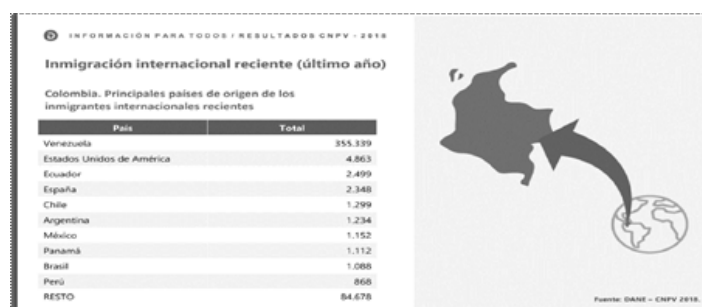 INFORMACIÓN PARA TODOS / RESULTADOS CNPV - 2018
Inmigración internacional reciente (último año)
Colombia. Principales países de origen de los
inmigrantes internacionales recientes
País Total
Venezuela 355.339
Estados Unidos de América 4.863
Ecuador 2.499
España 2.348
Chile 1.299
Argentina 1.234
México 1.152
Panamá 1.112
Brasil 1.088
Perú 868
RESTO 84.678
Fuente: DANE – CNPV 2018.